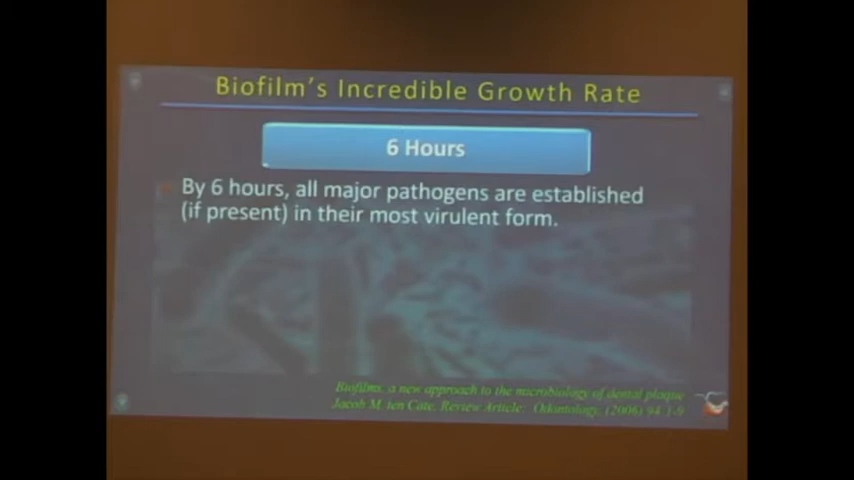 Biofilm's Incredible Growth Rate
6 Hours
By 6 hours, all major pathogens are established
(if present) in their most virulent form.
Biofilms, a new approach to the microbiology of dental plaque
Jacob M. ten Cate, Review Article: Odontology, (2006) 94:1-9